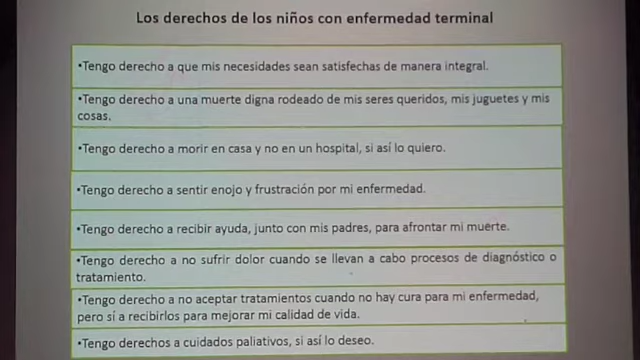 Los derechos de los niños con enfermedad terminal
•Tengo derecho a que mis necesidades sean satisfechas de manera integral.
•Tengo derecho a una muerte digna rodeado de mis seres queridos, mis juguetes y mis
cosas.
•Tengo derecho a morir en casa y no en un hospital, si así lo quiero.
•Tengo derecho a sentir enojo y frustración por mi enfermedad.
•Tengo derecho a recibir ayuda, junto con mis padres, para afrontar mi muerte.
•Tengo derecho a no sufrir dolor cuando se llevan a cabo procesos de diagnóstico o
tratamiento.
•Tengo derecho a no aceptar tratamientos cuando no hay cura para mi enfermedad,
pero sí a recibirlos para mejorar mi calidad de vida.
•Tengo derechos a cuidados paliativos, si así lo deseo.